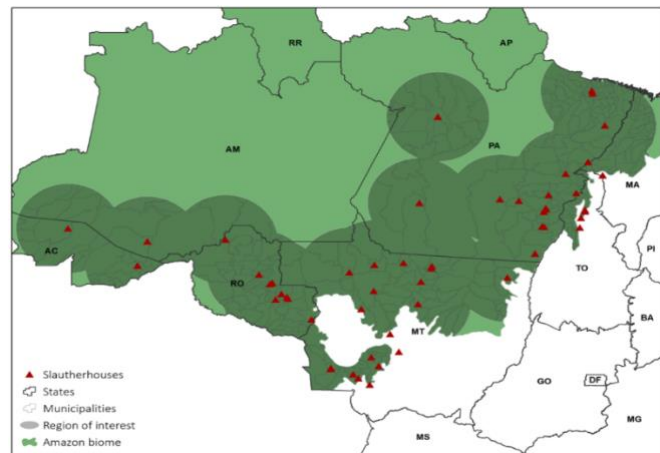 RR
AP
PA
AM
MA
AC
PI
TO
RO
BA
MT
GO
DF
MG
MS
Slautherhouses
States
Municipalities
Region of interest
Amazon biome